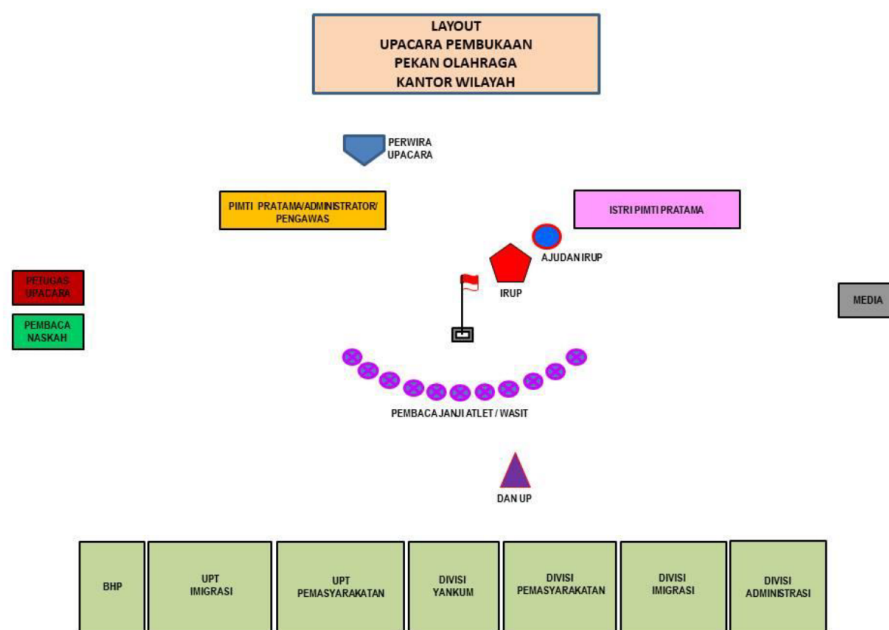 LAYOUT
UPACARA PEMBUKAAN
PEKAN OLAHRAGA
KANTOR WILAYAH
PERWIRA
UPACARA
PIMTI PRATAMA/ADMINISTRATOR/
PENGAWAS
ISTRI PIMTI PRATAMA
AJUDAN IRUP
IRUP
PETUGAS
UPACARA
MEDIA
PEMBACA
NASKAH
PEMBACA JANJI ATLET / WASIT
DAN UP
BHP
UPT
IMIGRASI
UPT
PEMASYARAKATAN
DIVISI
YANKUM
DIVISI
PEMASYARAKATAN
DIVISI
IMIGRASI
DIVISI
ADMINISTRASI